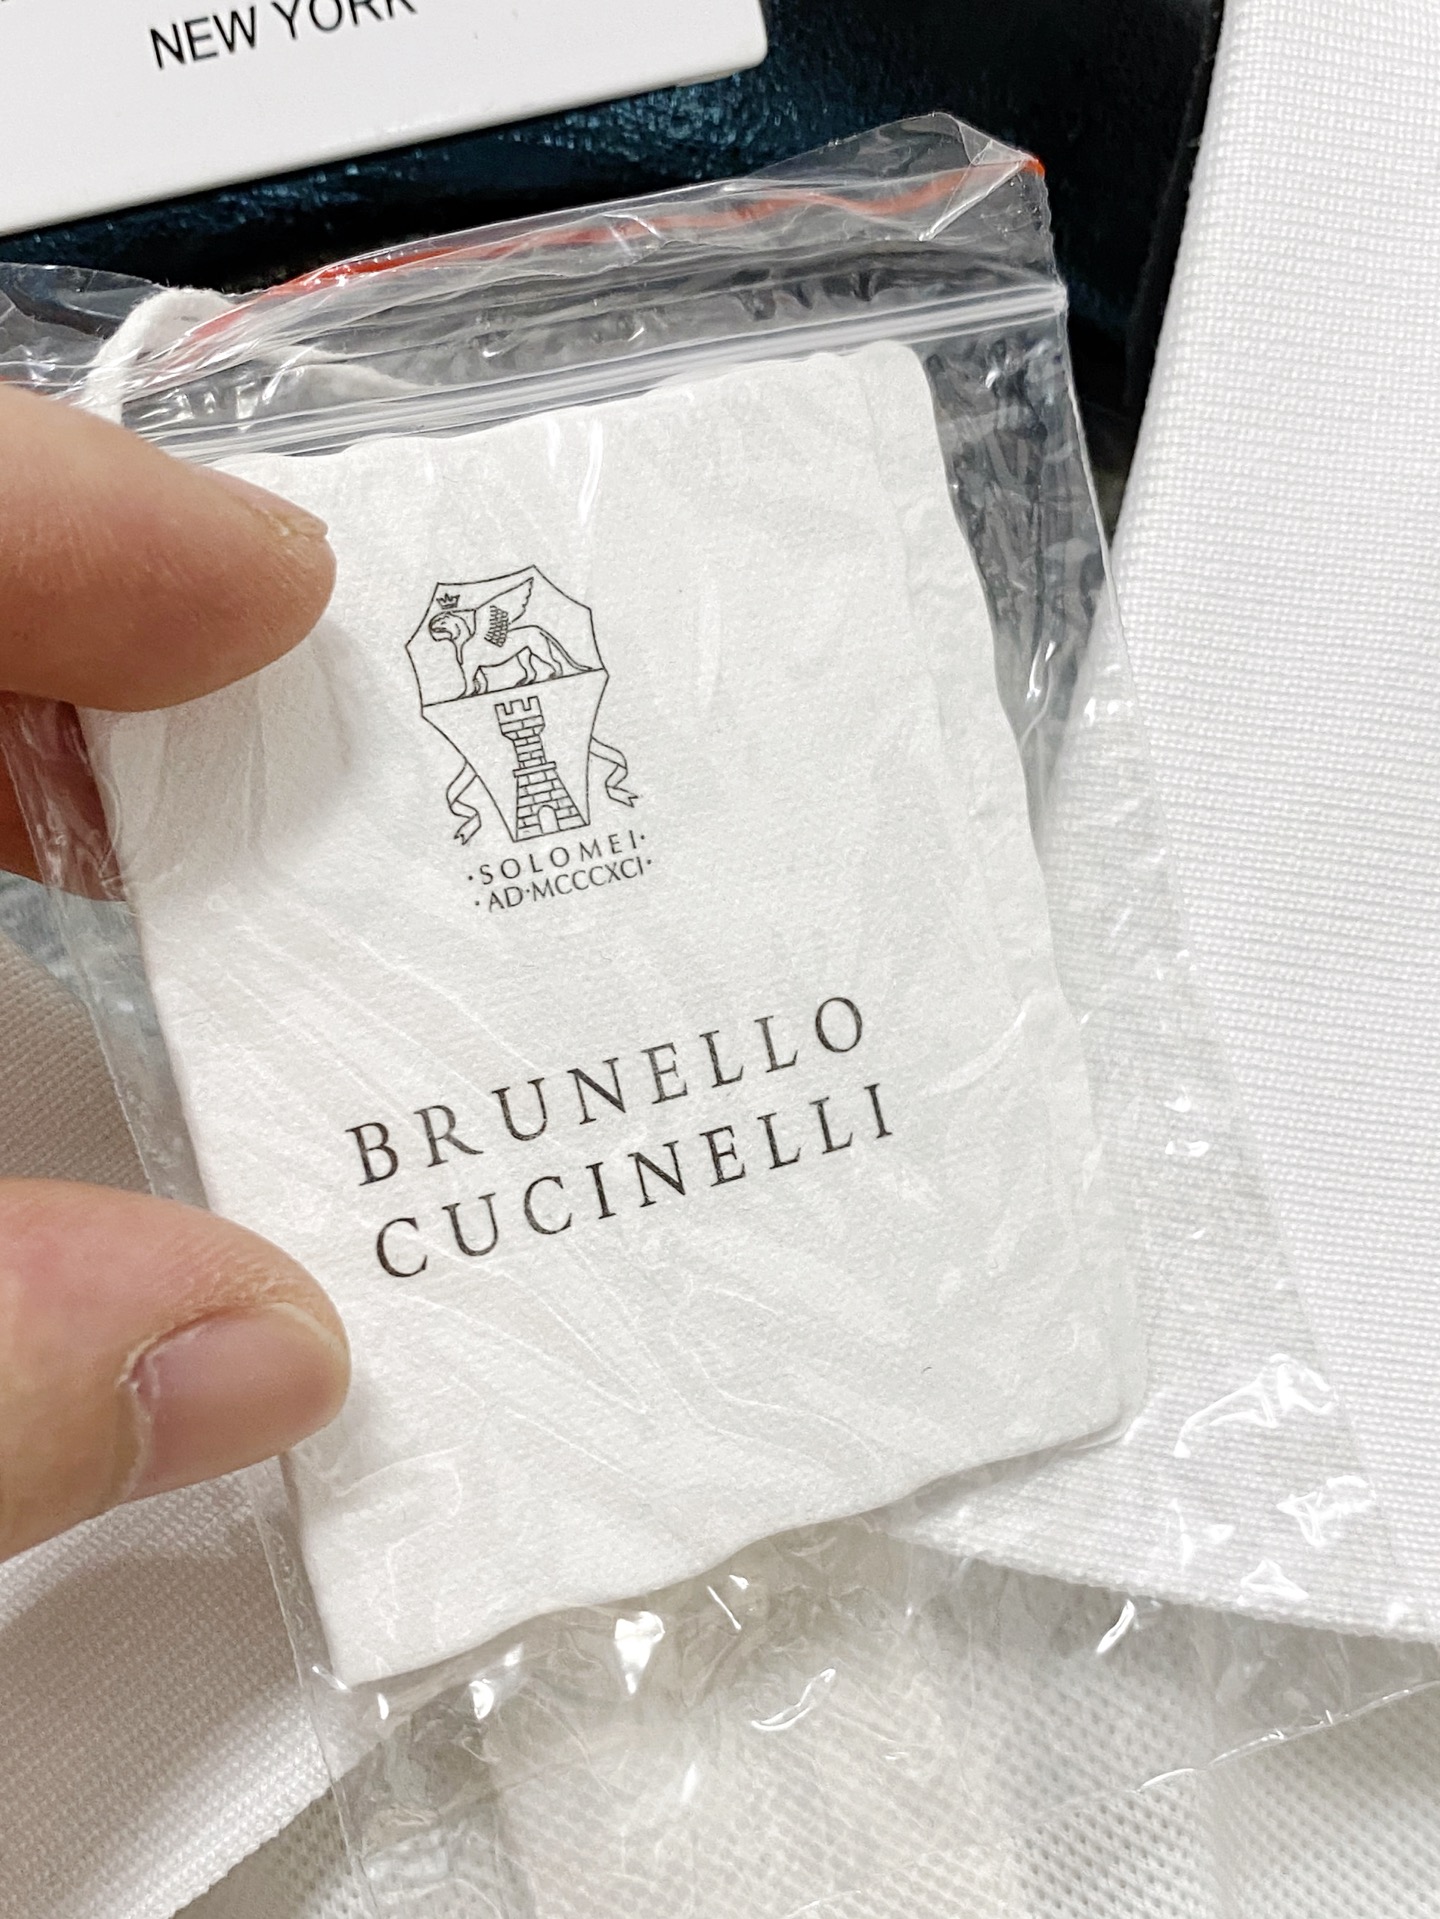 NEW YORK
·SOLOMEI·
·AD·MCCCXCI·
BRUNELLO
CUCINELLI